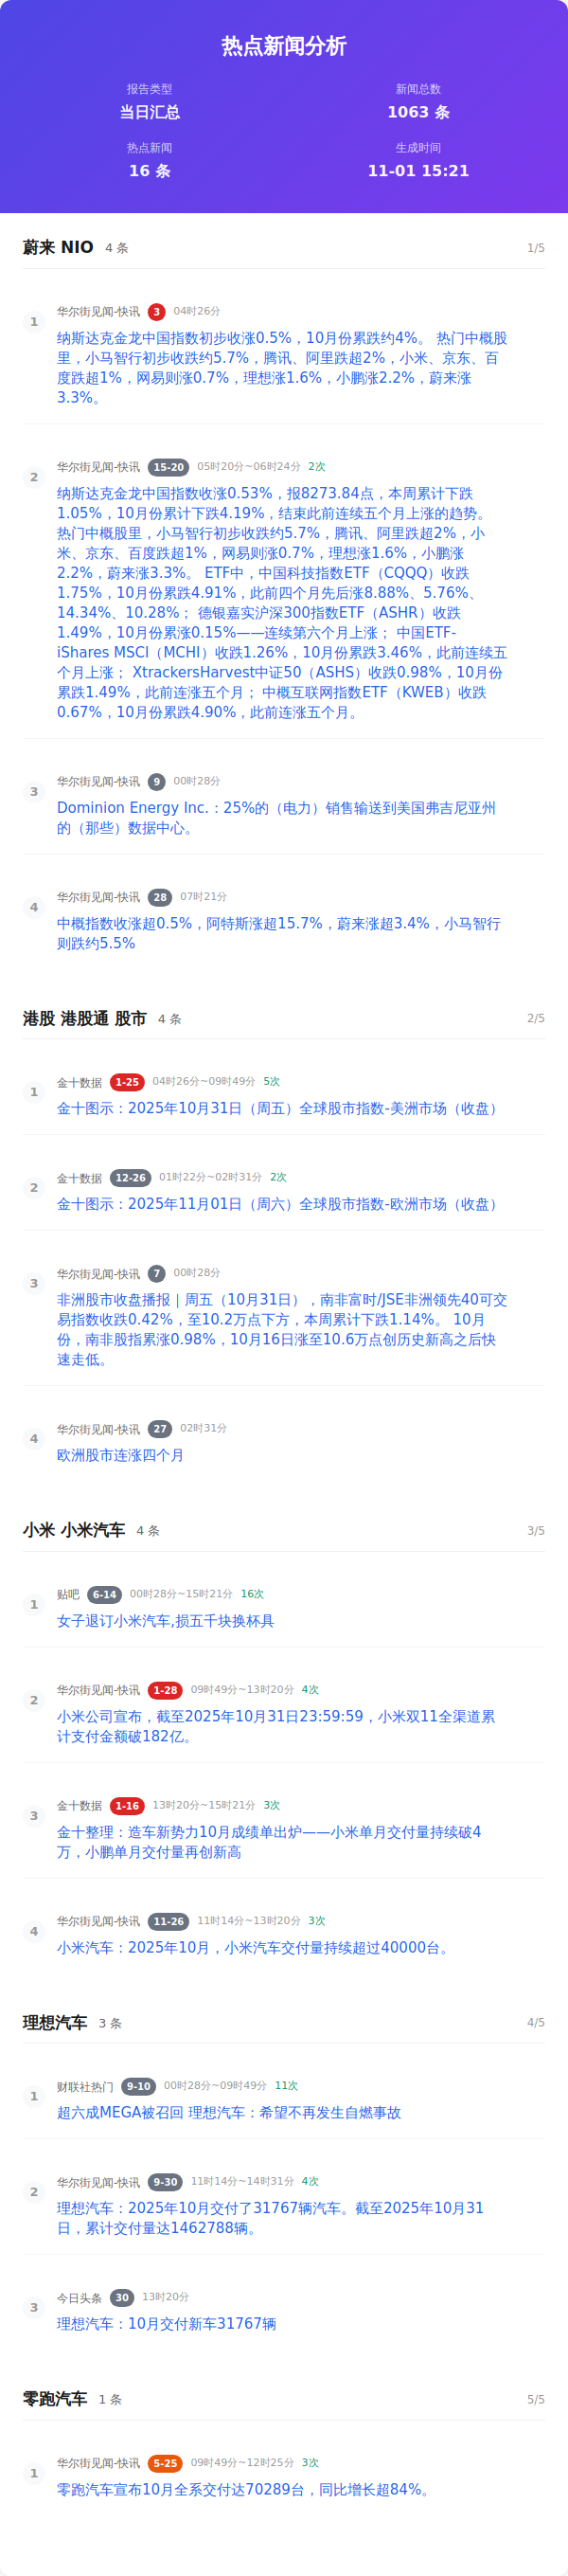 热点新闻分析
报告类型
当日汇总
新闻总数
1063 条
热点新闻
16 条
生成时间
11-01 15:21
蔚来 NIO 4 条 1/5
1
华尔街见闻-快讯 3 04时26分
纳斯达克金龙中国指数初步收涨0.5%，10月份累跌约4%。 热门中概股
里，小马智行初步收跌约5.7%，腾讯、阿里跌超2%，小米、京东、百
度跌超1%，网易则涨0.7%，理想涨1.6%，小鹏涨2.2%，蔚来涨
3.3%。
2
华尔街见闻-快讯 15-20 05时20分~06时24分 2次
纳斯达克金龙中国指数收涨0.53%，报8273.84点，本周累计下跌
1.05%，10月份累计下跌4.19%，结束此前连续五个月上涨的趋势。
热门中概股里，小马智行初步收跌约5.7%，腾讯、阿里跌超2%，小
米、京东、百度跌超1%，网易则涨0.7%，理想涨1.6%，小鹏涨
2.2%，蔚来涨3.3%。 ETF中，中国科技指数ETF（CQQQ）收跌
1.75%，10月份累跌4.91%，此前四个月先后涨8.88%、5.76%、
14.34%、10.28%； 德银嘉实沪深300指数ETF（ASHR）收跌
1.49%，10月份累涨0.15%——连续第六个月上涨； 中国ETF-
iShares MSCI（MCHI）收跌1.26%，10月份累跌3.46%，此前连续五
个月上涨； XtrackersHarvest中证50（ASHS）收跌0.98%，10月份
累跌1.49%，此前连涨五个月； 中概互联网指数ETF（KWEB）收跌
0.67%，10月份累跌4.90%，此前连涨五个月。
3
华尔街见闻-快讯 9 00时28分
Dominion Energy Inc.：25%的（电力）销售输送到美国弗吉尼亚州
的（那些）数据中心。
4
华尔街见闻-快讯 28 07时21分
中概指数收涨超0.5%，阿特斯涨超15.7%，蔚来涨超3.4%，小马智行
则跌约5.5%
港股 港股通 股市 4 条 2/5
1
金十数据 1-25 04时26分~09时49分 5次
金十图示：2025年10月31日（周五）全球股市指数-美洲市场（收盘）
2
金十数据 12-26 01时22分~02时31分 2次
金十图示：2025年11月01日（周六）全球股市指数-欧洲市场（收盘）
3
华尔街见闻-快讯 7 00时28分
非洲股市收盘播报｜周五（10月31日），南非富时/JSE非洲领先40可交
易指数收跌0.42%，至10.2万点下方，本周累计下跌1.14%。 10月
份，南非股指累涨0.98%，10月16日涨至10.6万点创历史新高之后快
速走低。
4
华尔街见闻-快讯 27 02时31分
欧洲股市连涨四个月
小米 小米汽车 4 条 3/5
1
贴吧 6-14 00时28分~15时21分 16次
女子退订小米汽车,损五千块换杯具
2
华尔街见闻-快讯 1-28 09时49分~13时20分 4次
小米公司宣布，截至2025年10月31日23:59:59，小米双11全渠道累
计支付金额破182亿。
3
金十数据 1-16 13时20分~15时21分 3次
金十整理：造车新势力10月成绩单出炉——小米单月交付量持续破4
万，小鹏单月交付量再创新高
4
华尔街见闻-快讯 11-26 11时14分~13时20分 3次
小米汽车：2025年10月，小米汽车交付量持续超过40000台。
理想汽车 3 条 4/5
1
财联社热门 9-10 00时28分~09时49分 11次
超六成MEGA被召回 理想汽车：希望不再发生自燃事故
2
华尔街见闻-快讯 9-30 11时14分~14时31分 4次
理想汽车：2025年10月交付了31767辆汽车。截至2025年10月31
日，累计交付量达1462788辆。
3
今日头条 30 13时20分
理想汽车：10月交付新车31767辆
零跑汽车 1 条 5/5
1
华尔街见闻-快讯 5-25 09时49分~12时25分 3次
零跑汽车宣布10月全系交付达70289台，同比增长超84%。